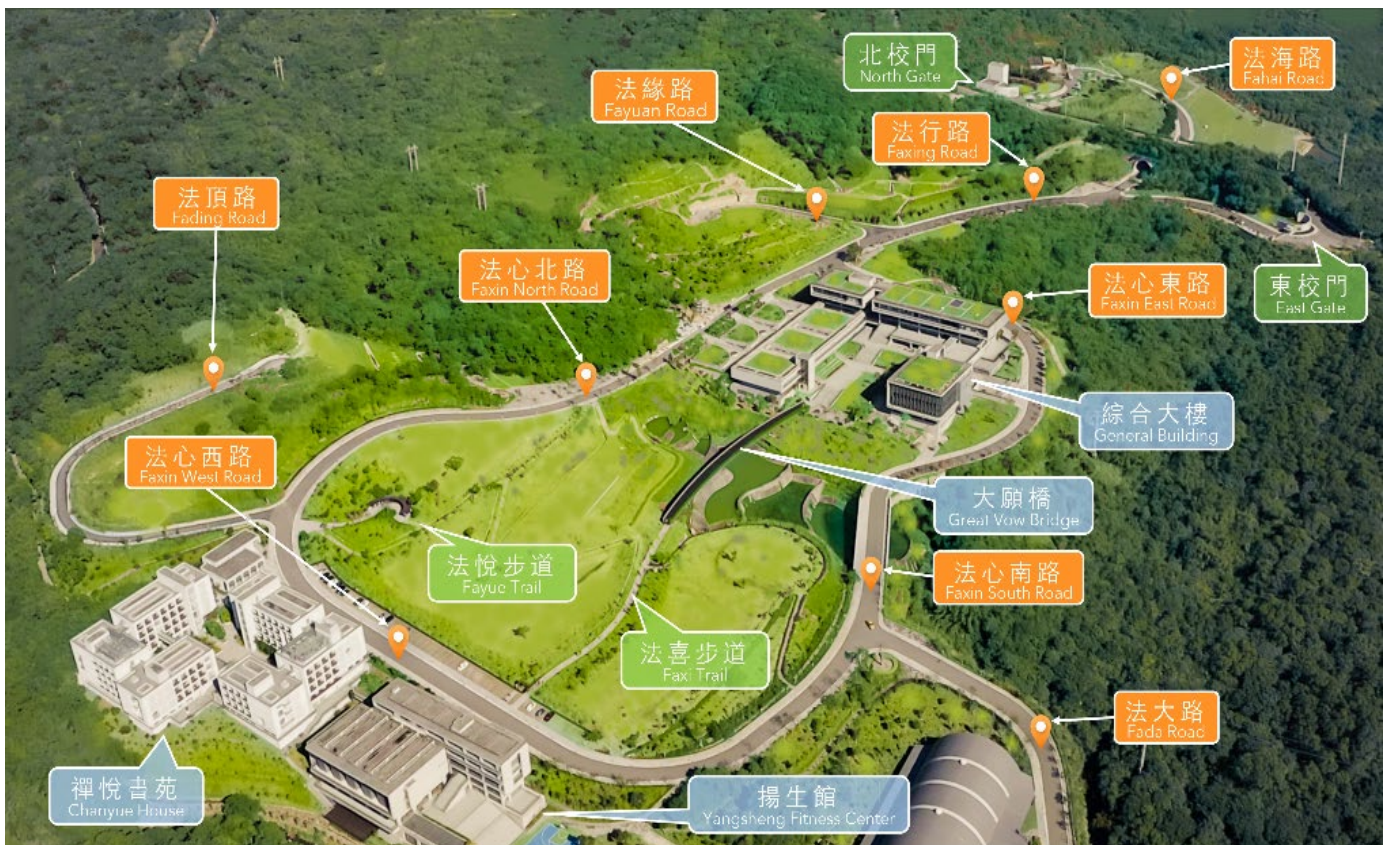 北校門
North Gate
法海路
Fahai Road
法緣路
Fayuan Road
法行路
Faxing Road
法頂路
Fading Road
法心北路
Faxin North Road
法心東路
Faxin East Road
東校門
East Gate
綜合大樓
General Building
法心西路
Faxin West Road
大願橋
Great Vow Bridge
法悅步道
Fayue Trail
法心南路
Faxin South Road
法喜步道
Faxi Trail
法大路
Fada Road
禪悅書苑
Chanyue House
揚生館
Yangsheng Fitness Center